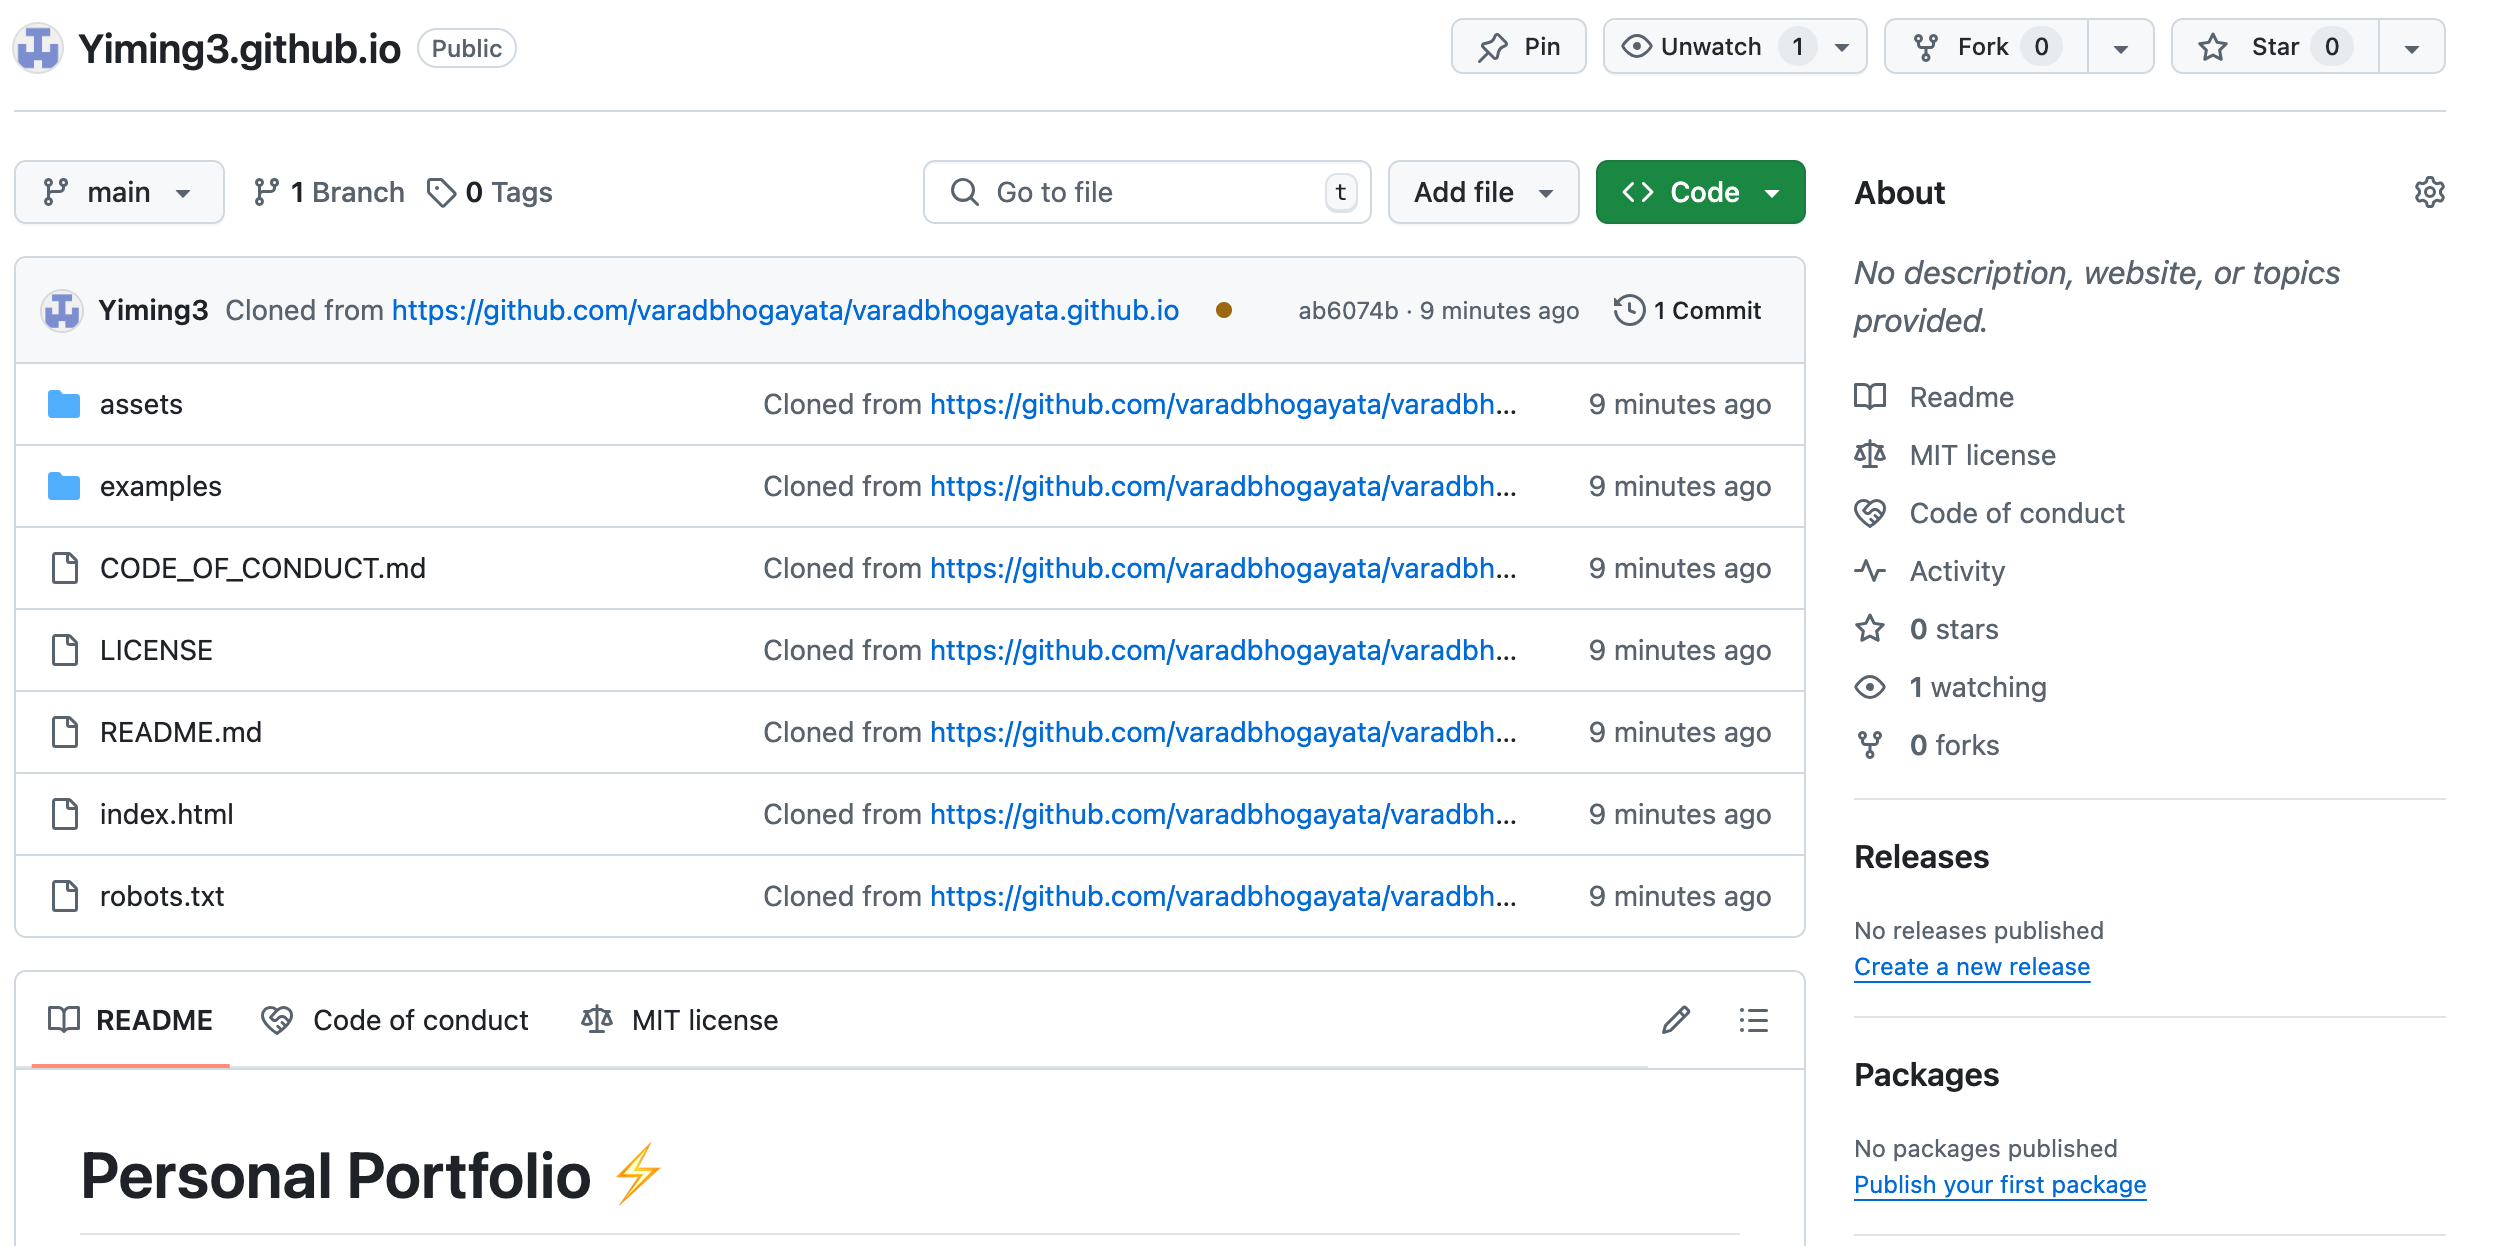 Yiming3.github.io Public Pin Unwatch 1 Fork 0 Star 0
main 1 Branch 0 Tags Go to file t Add file Code
Yiming3 Cloned from https://github.com/varadbhogayata/varadbhogayata.github.io ab6074b · 9 minutes ago 1 Commit
assets Cloned from https://github.com/varadbhogayata/varadbh... 9 minutes ago
examples Cloned from https://github.com/varadbhogayata/varadbh... 9 minutes ago
CODE_OF_CONDUCT.md Cloned from https://github.com/varadbhogayata/varadbh... 9 minutes ago
LICENSE Cloned from https://github.com/varadbhogayata/varadbh... 9 minutes ago
README.md Cloned from https://github.com/varadbhogayata/varadbh... 9 minutes ago
index.html Cloned from https://github.com/varadbhogayata/varadbh... 9 minutes ago
robots.txt Cloned from https://github.com/varadbhogayata/varadbh... 9 minutes ago
README Code of conduct MIT license
Personal Portfolio ⚡
About
No description, website, or topics
provided.
Readme
MIT license
Code of conduct
Activity
0 stars
1 watching
0 forks
Releases
No releases published
Create a new release
Packages
No packages published
Publish your first package